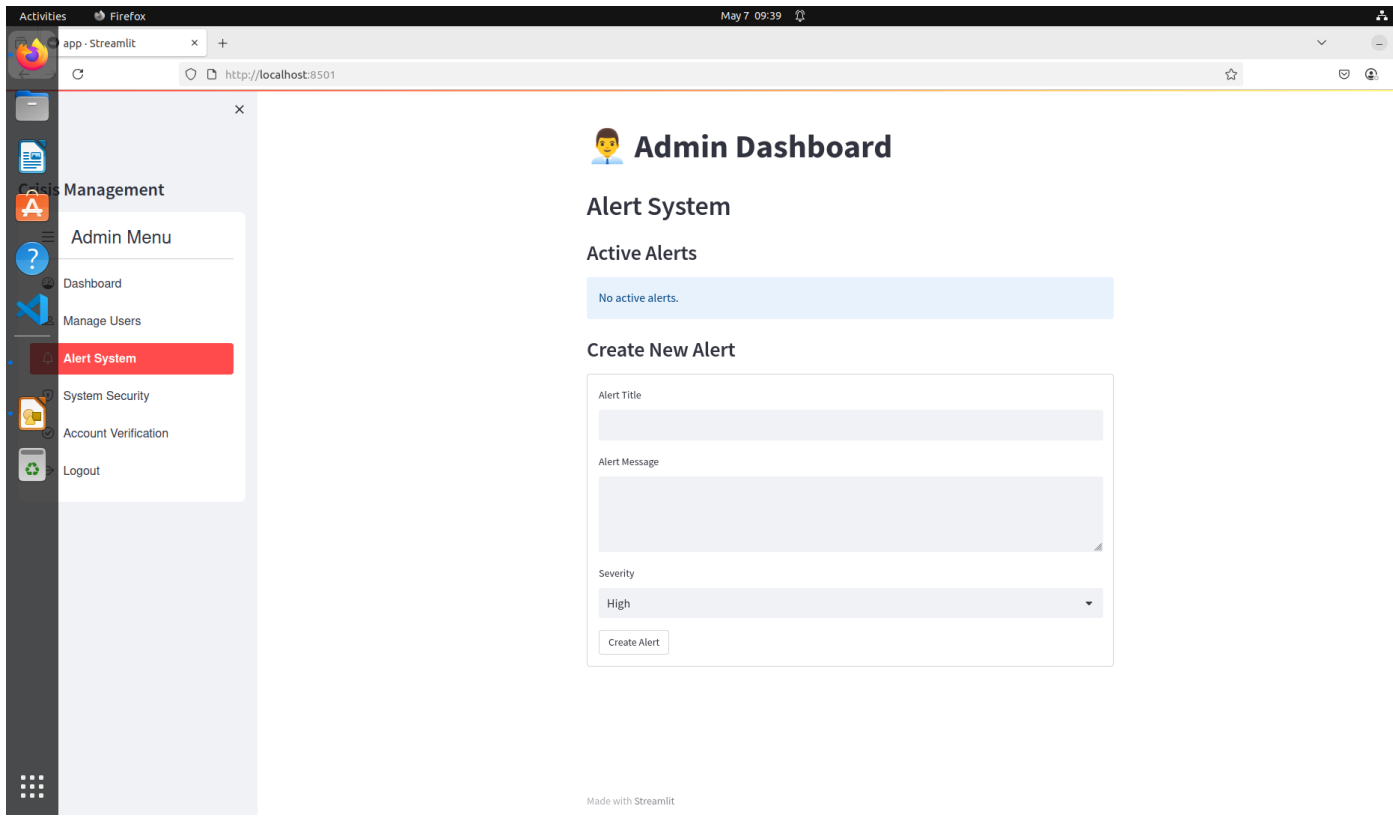 Activities Firefox May 7 09:39
app · Streamlit
http://localhost:8501
Crisis Management
Admin Menu
Dashboard
Manage Users
Alert System
System Security
Account Verification
Logout
Admin Dashboard
Alert System
Active Alerts
No active alerts.
Create New Alert
Alert Title
Alert Message
Severity
High
Create Alert
Made with Streamlit